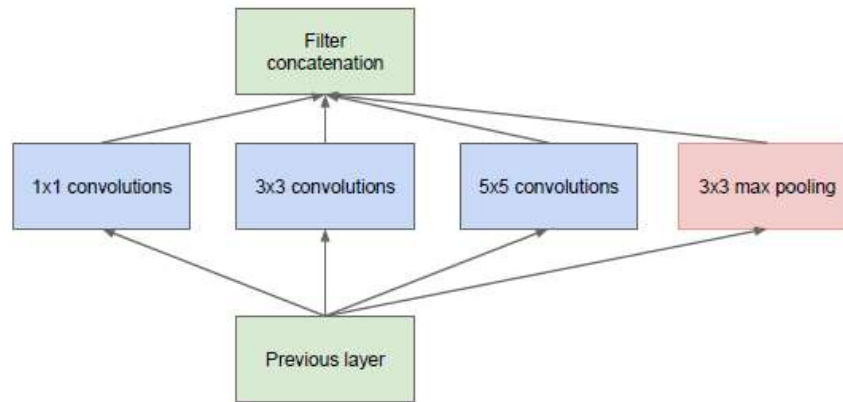 Filter
concatenation
1x1 convolutions
3x3 convolutions
5x5 convolutions
3x3 max pooling
Previous layer